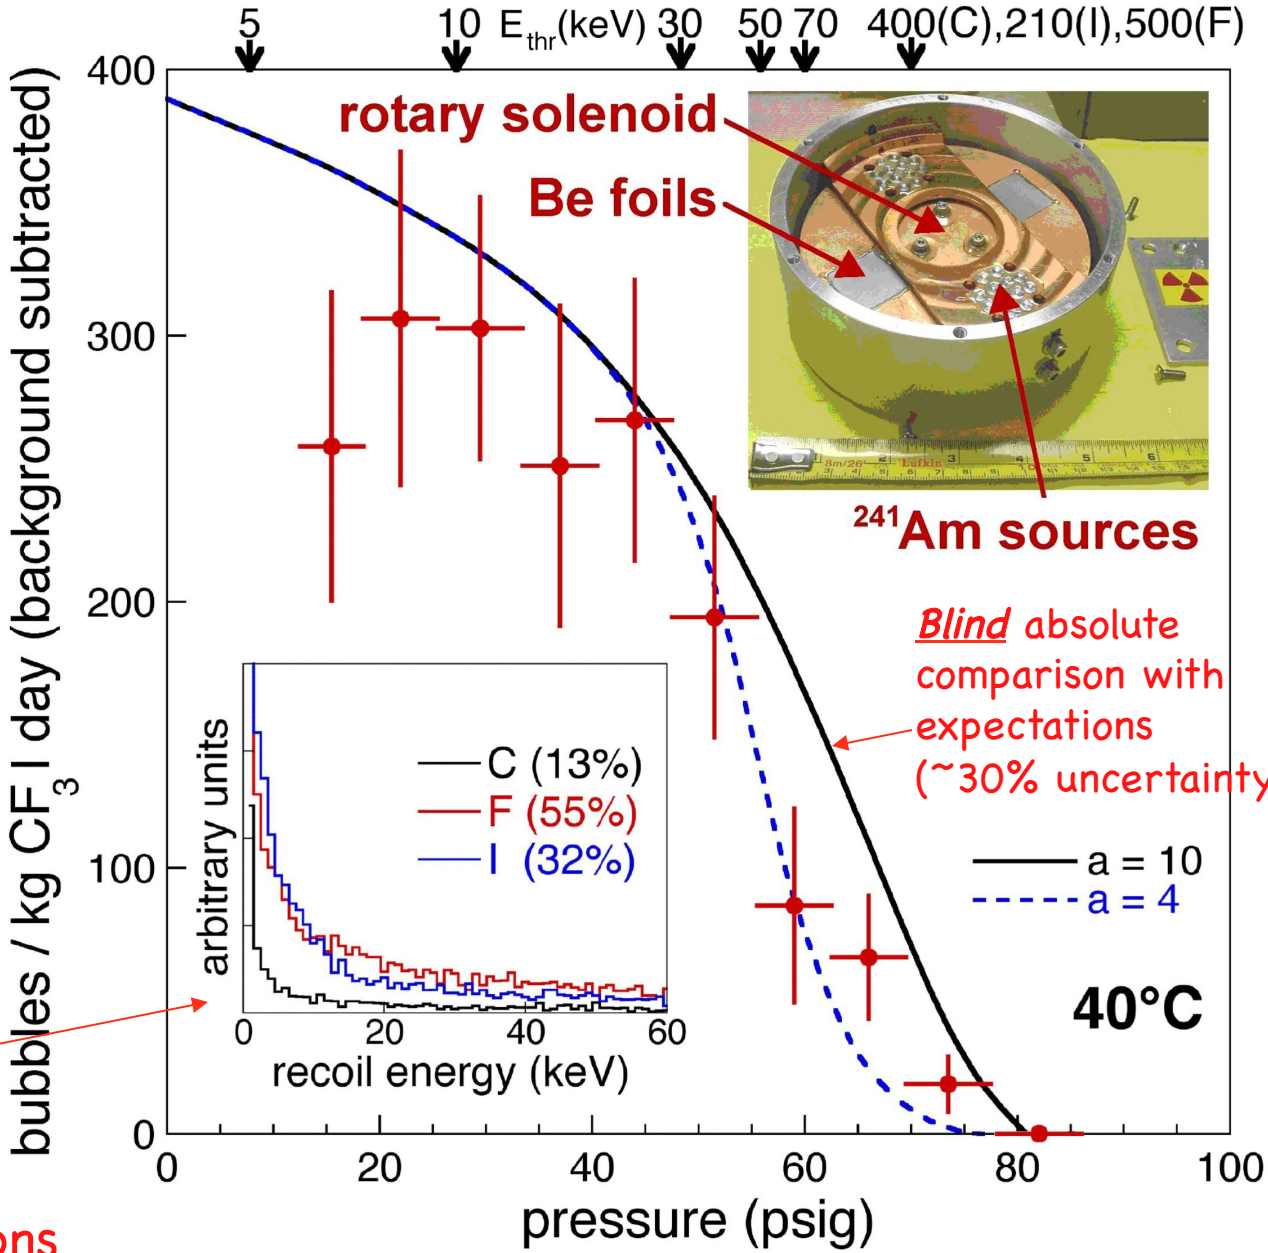 5 10 E_thr(keV) 30 50 70 400(C),210(I),500(F)
bubbles / kg CF_3 I day (background subtracted)
400
300
200
100
0
rotary solenoid
Be foils
Lufkin
²⁴¹Am sources
Blind absolute
comparison with
expectations
(~30% uncertainty
a = 10
a = 4
40°C
arbitrary units
C (13%)
F (55%)
I (32%)
0 20 40 60
recoil energy (keV)
0 20 40 60 80 100
pressure (psig)
ons